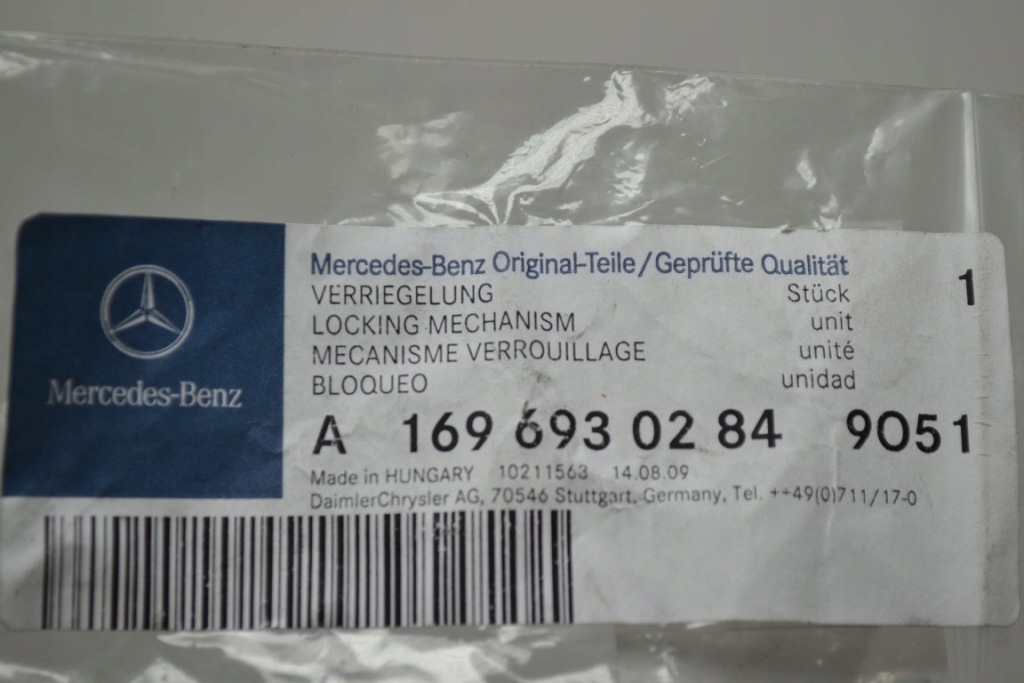 Mercedes-Benz
Mercedes-Benz Original-Teile/Geprüfte Qualität
VERRIEGELUNG Stück 1
LOCKING MECHANISM unit
MECANISME VERROUILLAGE unité
BLOQUEO unidad
A 169 693 02 84 9051
Made in HUNGARY 10211563 14.08.09
DaimlerChrysler AG, 70546 Stuttgart, Germany, Tel. ++49(0)711/17-0